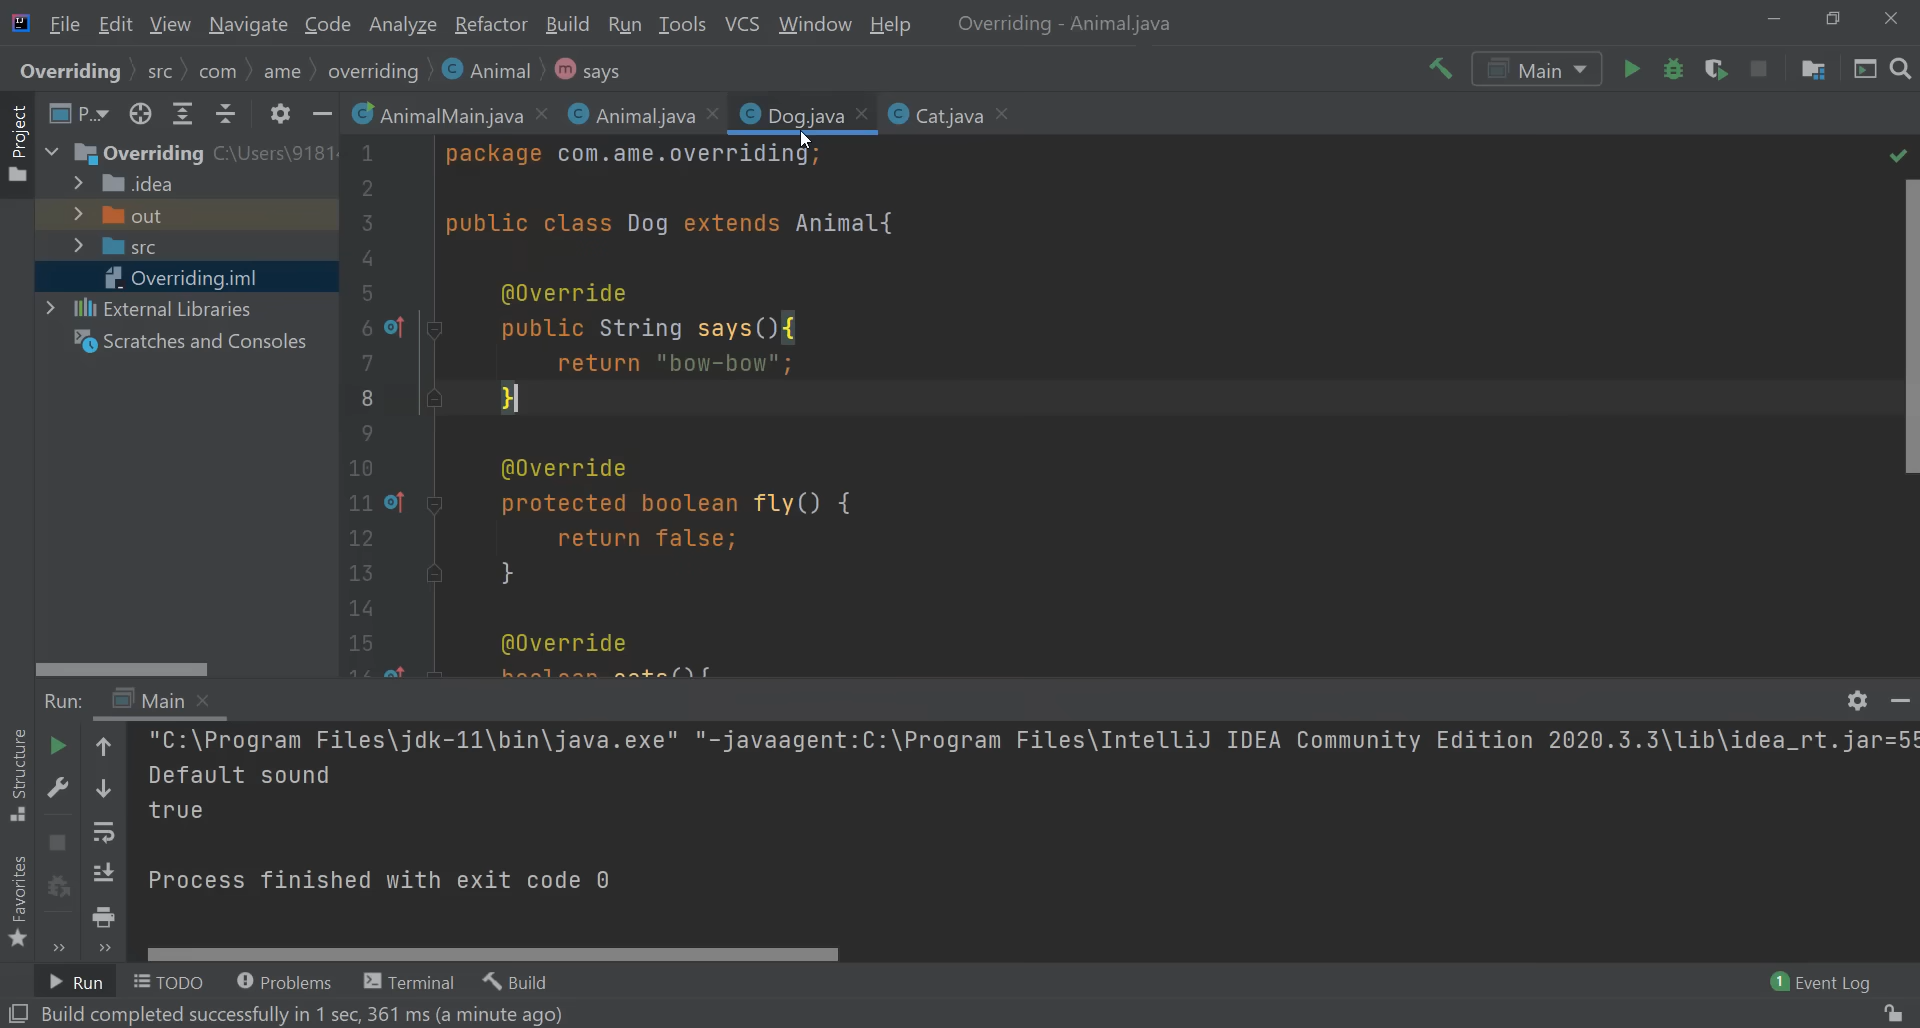 File Edit View Navigate Code Analyze Refactor Build Run Tools VCS Window Help Overriding - Animal.java
Overriding src com ame overriding Animal says Main
Project
P... AnimalMain.java Animal.java Dog.java Cat.java
Overriding C:\Users\9181
.idea
out
src
Overriding.iml
External Libraries
Scratches and Consoles
1 package com.ame.overriding;
2
3 public class Dog extends Animal{
4
5 @Override
6 public String says(){
7 return "bow-bow";
8 }
9
10 @Override
11 protected boolean fly() {
12 return false;
13 }
14
15 @Override
16 boolean eats(){
Run: Main
"C:\Program Files\jdk-11\bin\java.exe" "-javaagent:C:\Program Files\IntelliJ IDEA Community Edition 2020.3.3\lib\idea_rt.jar=55
Default sound
true
Process finished with exit code 0
Structure
Favorites
Run TODO Problems Terminal Build 1 Event Log
Build completed successfully in 1 sec, 361 ms (a minute ago)